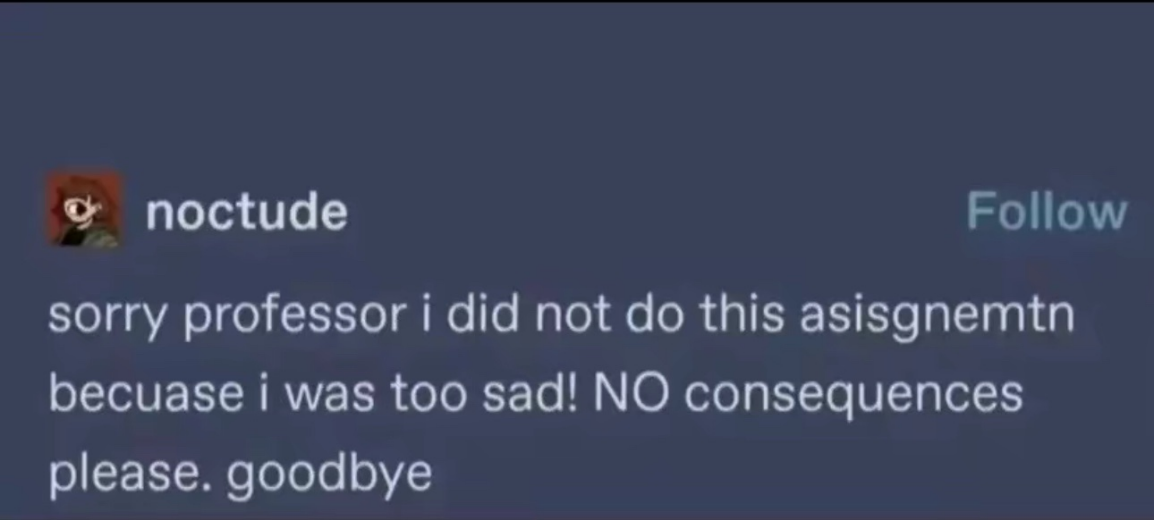 noctude
Follow
sorry professor i did not do this asisgnemtn
becuase i was too sad! NO consequences
please. goodbye